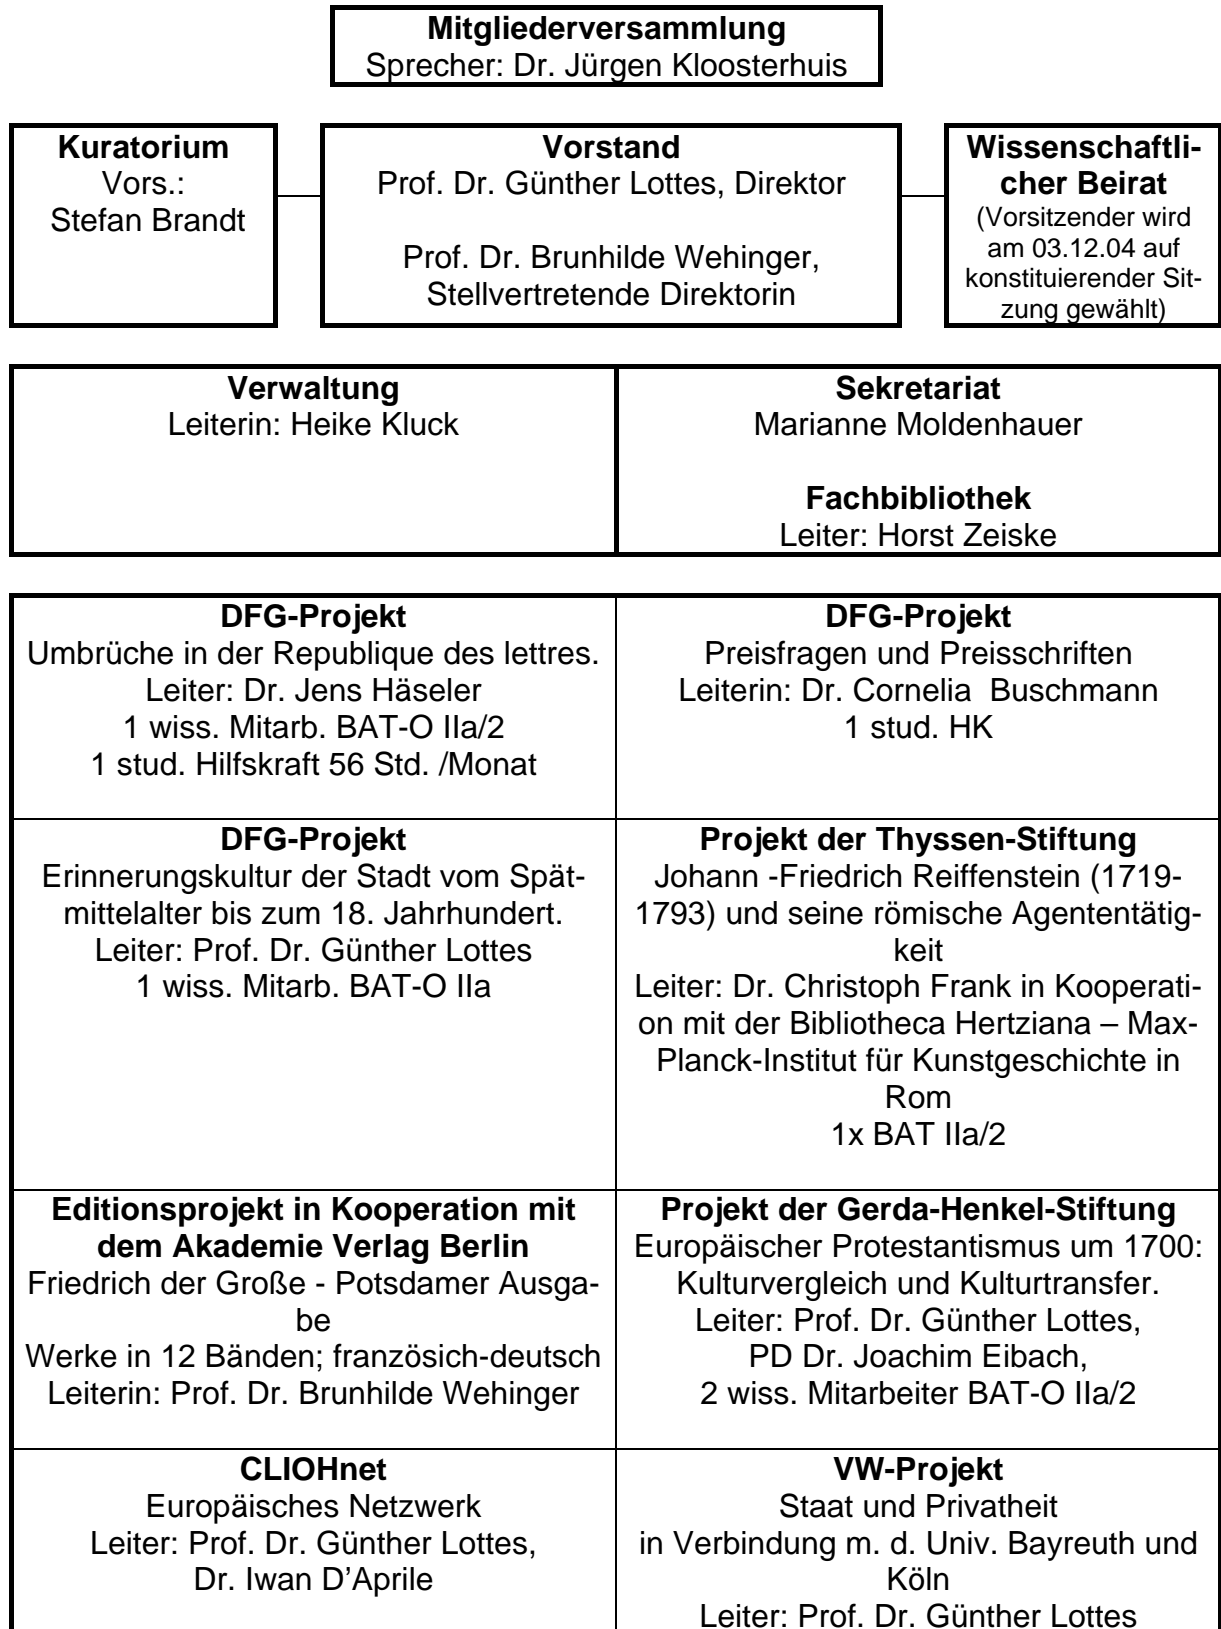 Mitgliederversammlung
Sprecher: Dr. Jürgen Kloosterhuis
Kuratorium
Vors.:
Stefan Brandt
Vorstand
Prof. Dr. Günther Lottes, Direktor
Prof. Dr. Brunhilde Wehinger,
Stellvertretende Direktorin
Wissenschaftli-
cher Beirat
(Vorsitzender wird
am 03.12.04 auf
konstituierender Sit-
zung gewählt)
Verwaltung
Leiterin: Heike Kluck
Sekretariat
Marianne Moldenhauer
Fachbibliothek
Leiter: Horst Zeiske
DFG-Projekt
Umbrüche in der Republique des lettres.
Leiter: Dr. Jens Häseler
1 wiss. Mitarb. BAT-O IIa/2
1 stud. Hilfskraft 56 Std. /Monat
DFG-Projekt
Preisfragen und Preisschriften
Leiterin: Dr. Cornelia  Buschmann
1 stud. HK
DFG-Projekt
Erinnerungskultur der Stadt vom Spät-
mittelalter bis zum 18. Jahrhundert.
Leiter: Prof. Dr. Günther Lottes
1 wiss. Mitarb. BAT-O IIa
Projekt der Thyssen-Stiftung
Johann -Friedrich Reiffenstein (1719-
1793) und seine römische Agententätig-
keit
Leiter: Dr. Christoph Frank in Kooperati-
on mit der Bibliotheca Hertziana – Max-
Planck-Institut für Kunstgeschichte in
Rom
1x BAT IIa/2
Editionsprojekt in Kooperation mit
dem Akademie Verlag Berlin
Friedrich der Große - Potsdamer Ausga-
be
Werke in 12 Bänden; französich-deutsch
Leiterin: Prof. Dr. Brunhilde Wehinger
Projekt der Gerda-Henkel-Stiftung
Europäischer Protestantismus um 1700:
Kulturvergleich und Kulturtransfer.
Leiter: Prof. Dr. Günther Lottes,
PD Dr. Joachim Eibach,
2 wiss. Mitarbeiter BAT-O IIa/2
CLIOHnet
Europäisches Netzwerk
Leiter: Prof. Dr. Günther Lottes,
Dr. Iwan D’Aprile
VW-Projekt
Staat und Privatheit
in Verbindung m. d. Univ. Bayreuth und
Köln
Leiter: Prof. Dr. Günther Lottes